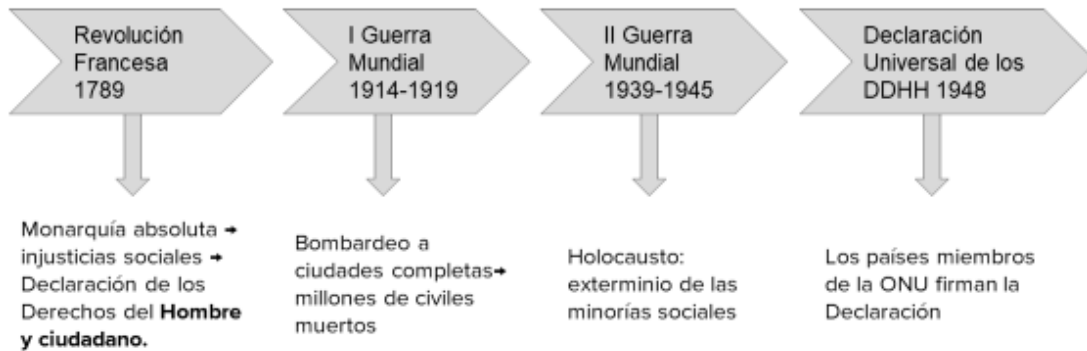 Revolución
Francesa
1789
I Guerra
Mundial
1914-1919
II Guerra
Mundial
1939-1945
Declaración
Universal de los
DDHH 1948
Monarquía absoluta →
injusticias sociales →
Declaración de los
Derechos del Hombre
y ciudadano.
Bombardeo a
ciudades completas→
millones de civiles
muertos
Holocausto:
exterminio de las
minorías sociales
Los países miembros
de la ONU firman la
Declaración